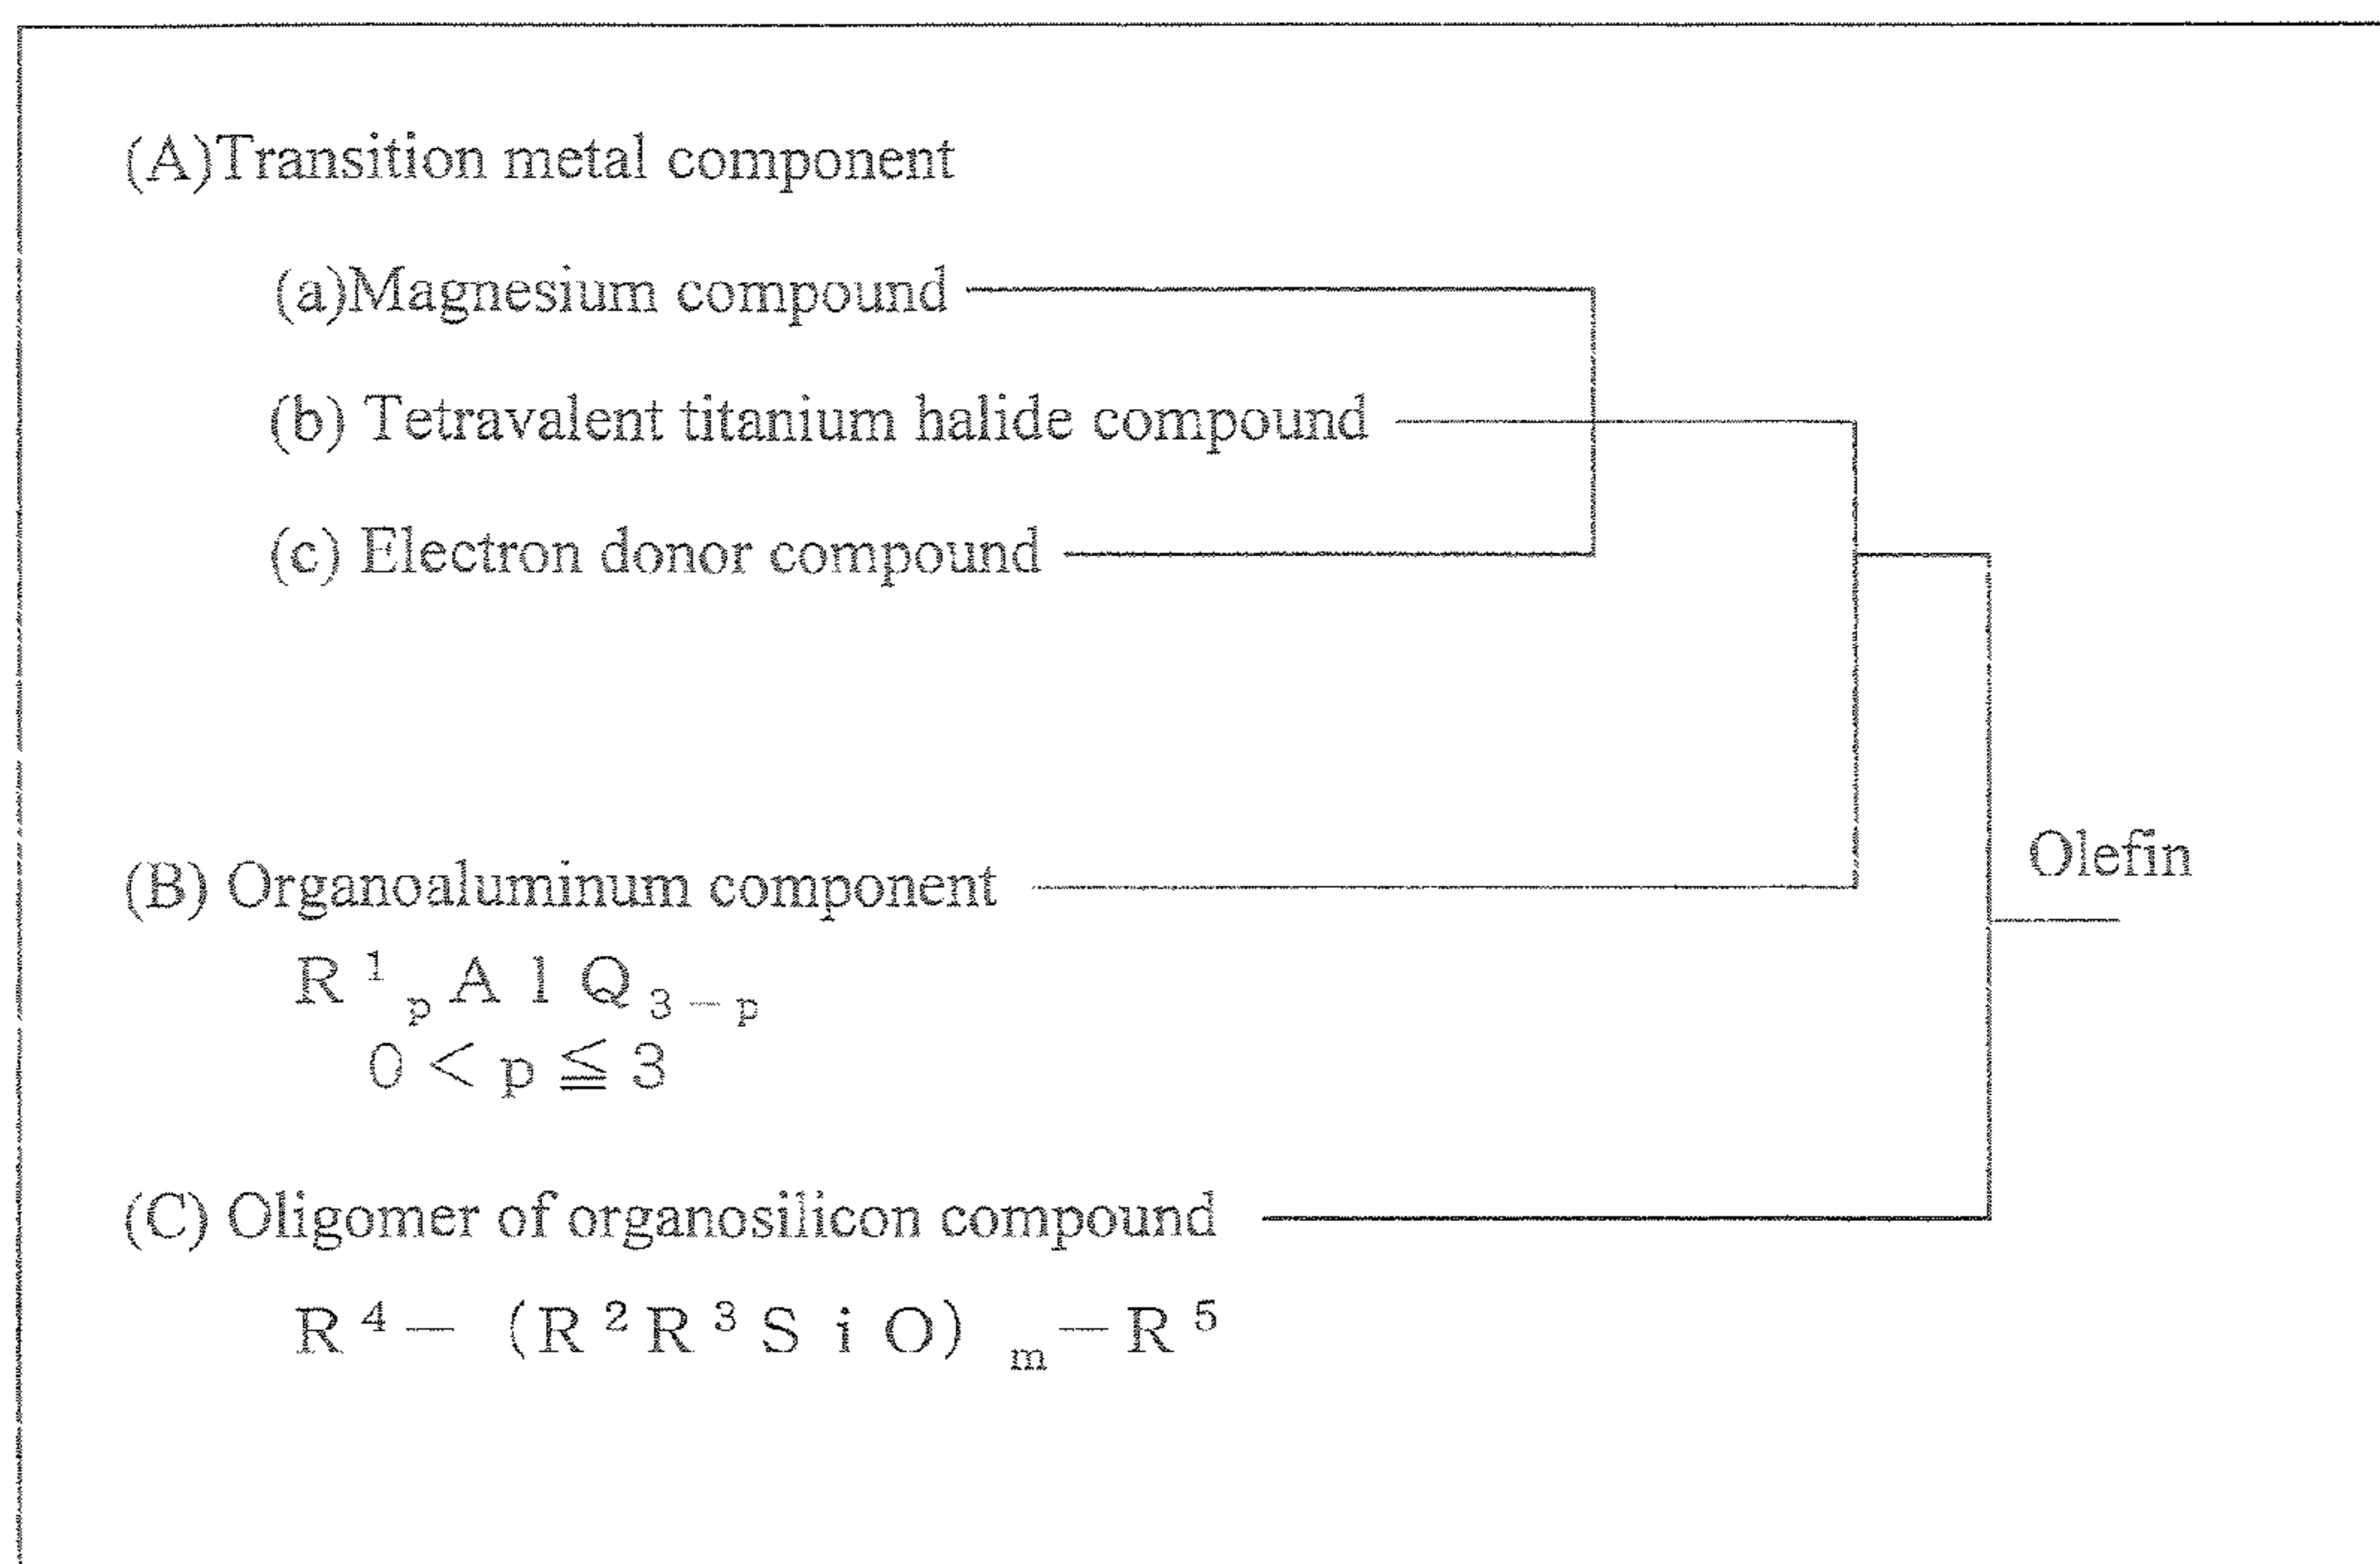 (A)Transition metal component
(a)Magnesium compound
(b) Tetravalent titanium halide compound
(c) Electron donor compound
Olefin
(B) Organoaluminum component
R¹ₚAlQ₃₋ₚ
0<p≦3
(C) Oligomer of organosilicon compound
R⁴−(R²R³SiO)ₘ−R⁵